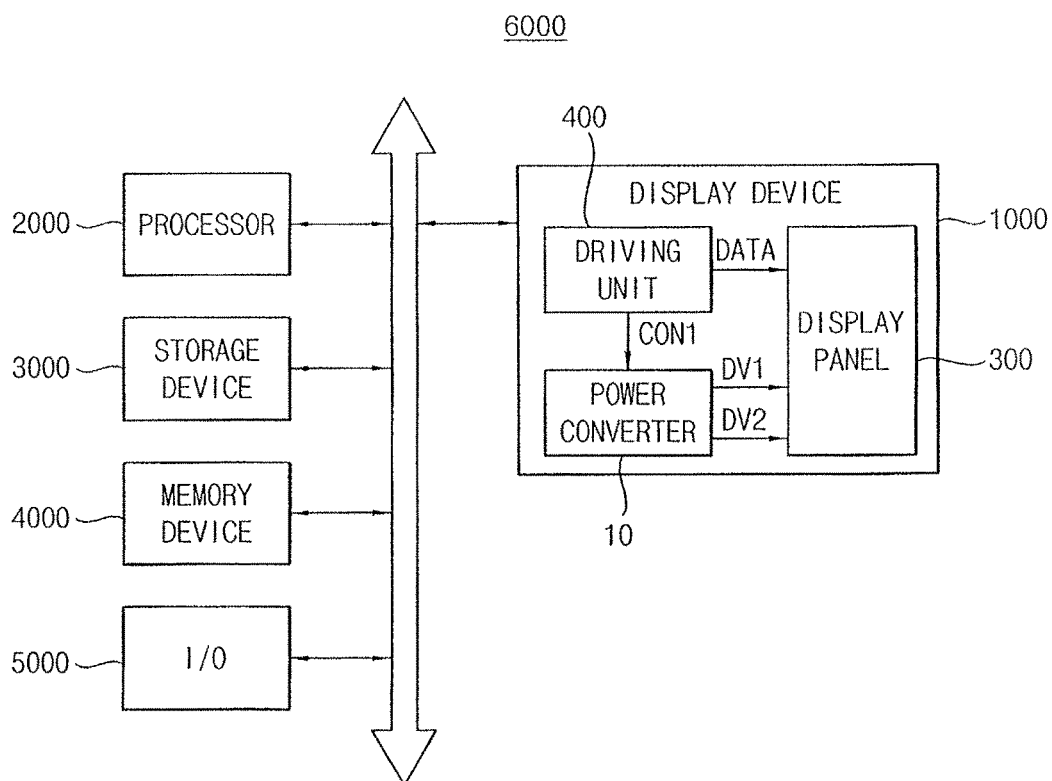 6000
400
DISPLAY DEVICE
1000
2000
PROCESSOR
DRIVING
UNIT
DATA
CON1
DISPLAY
PANEL
300
3000
STORAGE
DEVICE
POWER
CONVERTER
DV1
DV2
10
4000
MEMORY
DEVICE
5000
I/O